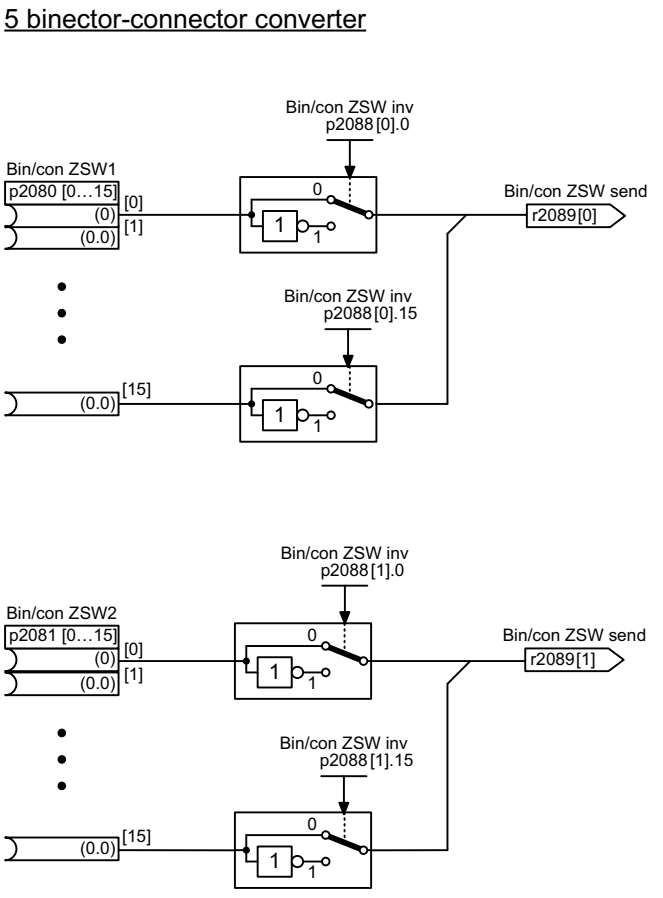 5 binector-connector converter
Bin/con ZSW inv
p2088[0].0
Bin/con ZSW1
p2080 [0...15]
[0]
(0)
[1]
(0.0)
0
1
1
Bin/con ZSW send
r2089[0]
Bin/con ZSW inv
p2088[0].15
[15]
(0.0)
0
1
1
Bin/con ZSW inv
p2088[1].0
Bin/con ZSW2
p2081 [0...15]
[0]
(0)
[1]
(0.0)
0
1
1
Bin/con ZSW send
r2089[1]
Bin/con ZSW inv
p2088[1].15
[15]
(0.0)
0
1
1